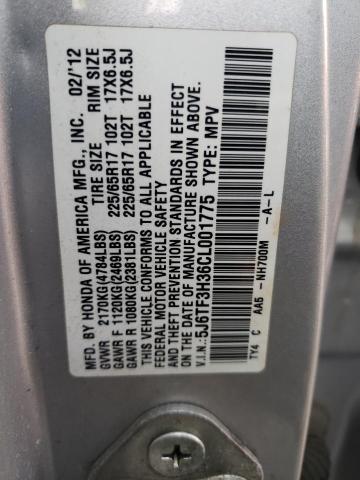 MFD. BY HONDA OF AMERICA MFG., INC. 02/'12
TIRE SIZE RIM SIZE
GVWR 2170KG(4784LBS)
GAWR F 1120KG(2469LBS) 225/65R17 102T 17X6.5J
GAWR R 1080KG(2381LBS) 225/65R17 102T 17X6.5J
THIS VEHICLE CONFORMS TO ALL APPLICABLE
FEDERAL MOTOR VEHICLE SAFETY STANDARDS IN EFFECT
AND THEFT PREVENTION STANDARDS IN EFFECT
ON THE DATE OF MANUFACTURE SHOWN ABOVE.
V.I.N.:5J6TF3H36CL001775 TYPE: MPV
TY4 C AA5 -NH700M -A-L